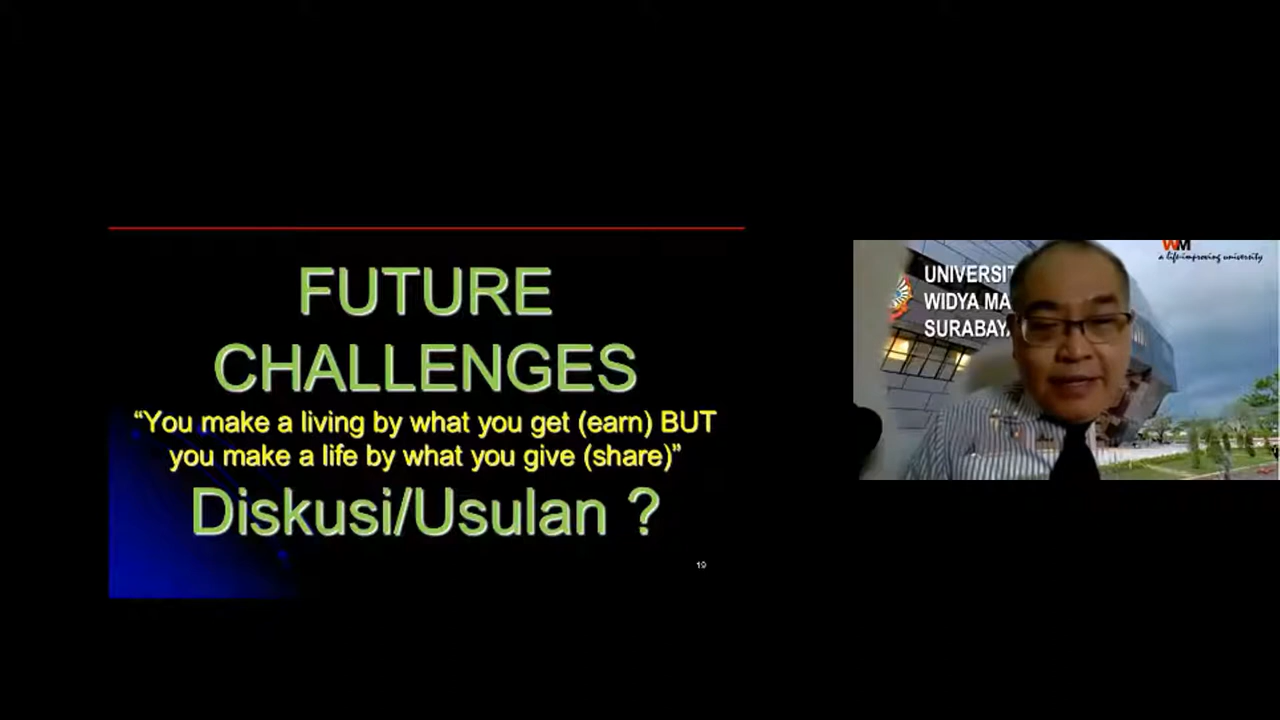 FUTURE
CHALLENGES
“You make a living by what you get (earn) BUT
you make a life by what you give (share)”
Diskusi/Usulan ?
19
WM
a life-improving university
UNIVERSIT
WIDYA MA
SURABAYA